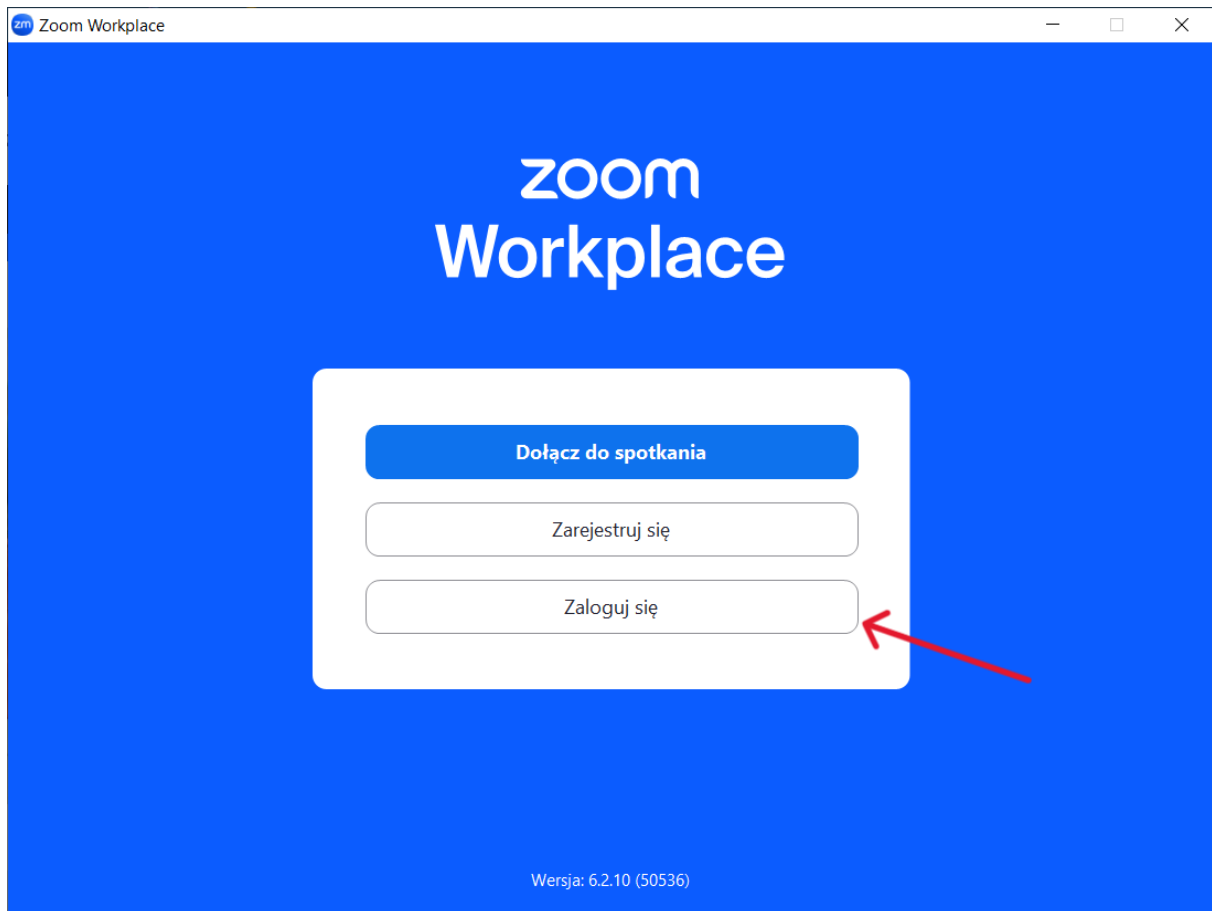 zm Zoom Workplace
zoom
Workplace
Dołącz do spotkania
Zarejestruj się
Zaloguj się
Wersja: 6.2.10 (50536)